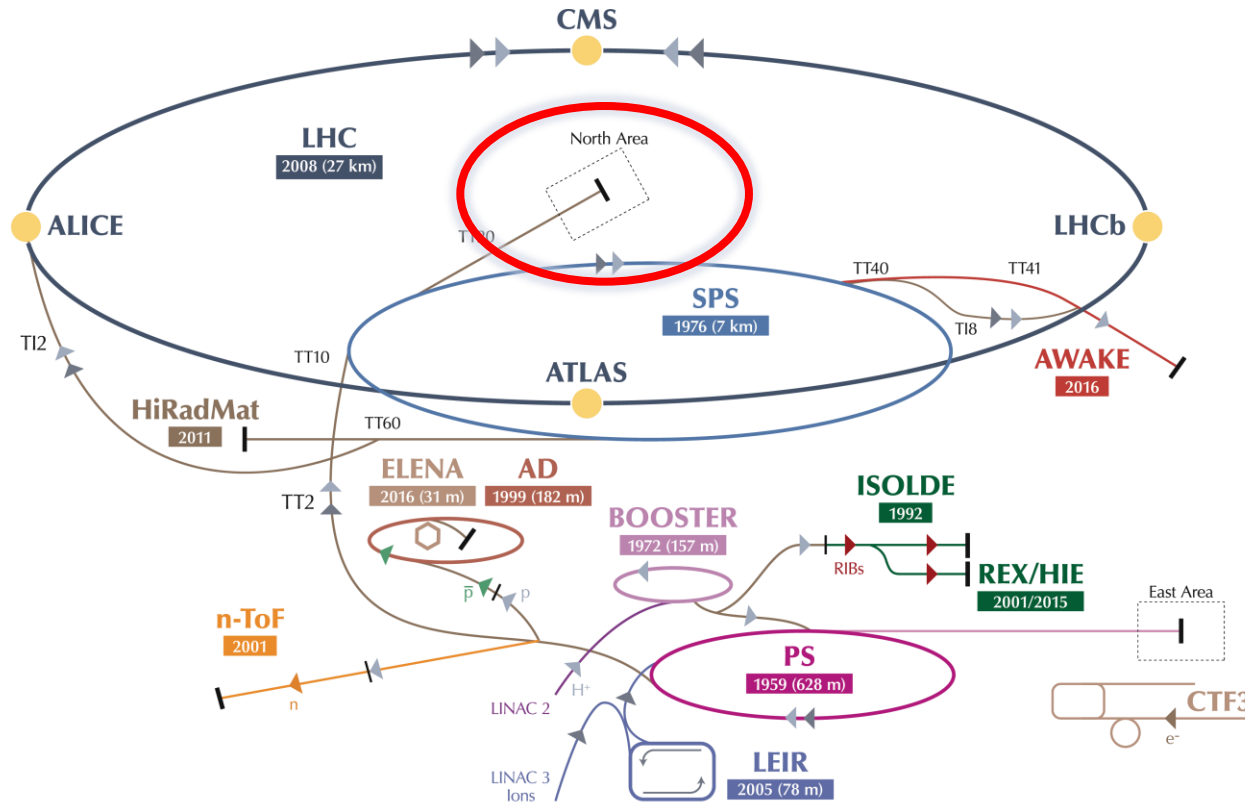 CMS
LHC
2008 (27 km)
North Area
ALICE
LHCb
TT40
TT41
SPS
1976 (7 km)
TI8
TI2
TT10
AWAKE
2016
ATLAS
HiRadMat
2011
TT60
ELENA
2016 (31 m)
AD
1999 (182 m)
TT2
ISOLDE
1992
BOOSTER
1972 (157 m)
RIBs
REX/HIE
2001/2015
East Area
p̅
p
n-ToF
2001
n
PS
1959 (628 m)
H⁺
LINAC 2
CTF3
e⁻
LINAC 3
Ions
LEIR
2005 (78 m)